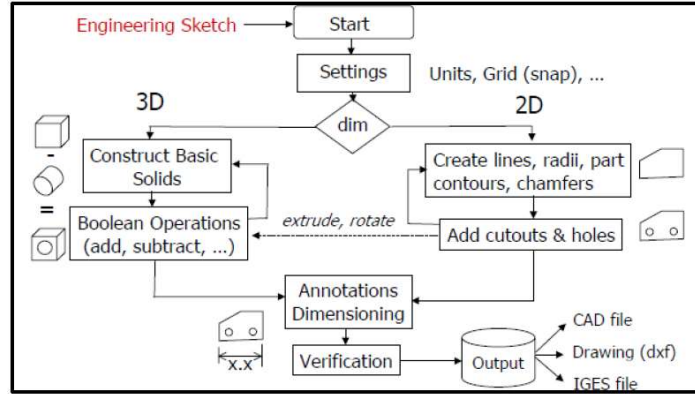 Engineering Sketch
Start
Settings
Units, Grid (snap), ...
3D
2D
dim
Construct Basic
Solids
Create lines, radii, part
contours, chamfers
-
=
Boolean Operations
(add, subtract, ...)
extrude, rotate
Add cutouts & holes
Annotations
Dimensioning
x.x
Verification
Output
CAD file
Drawing (dxf)
IGES file